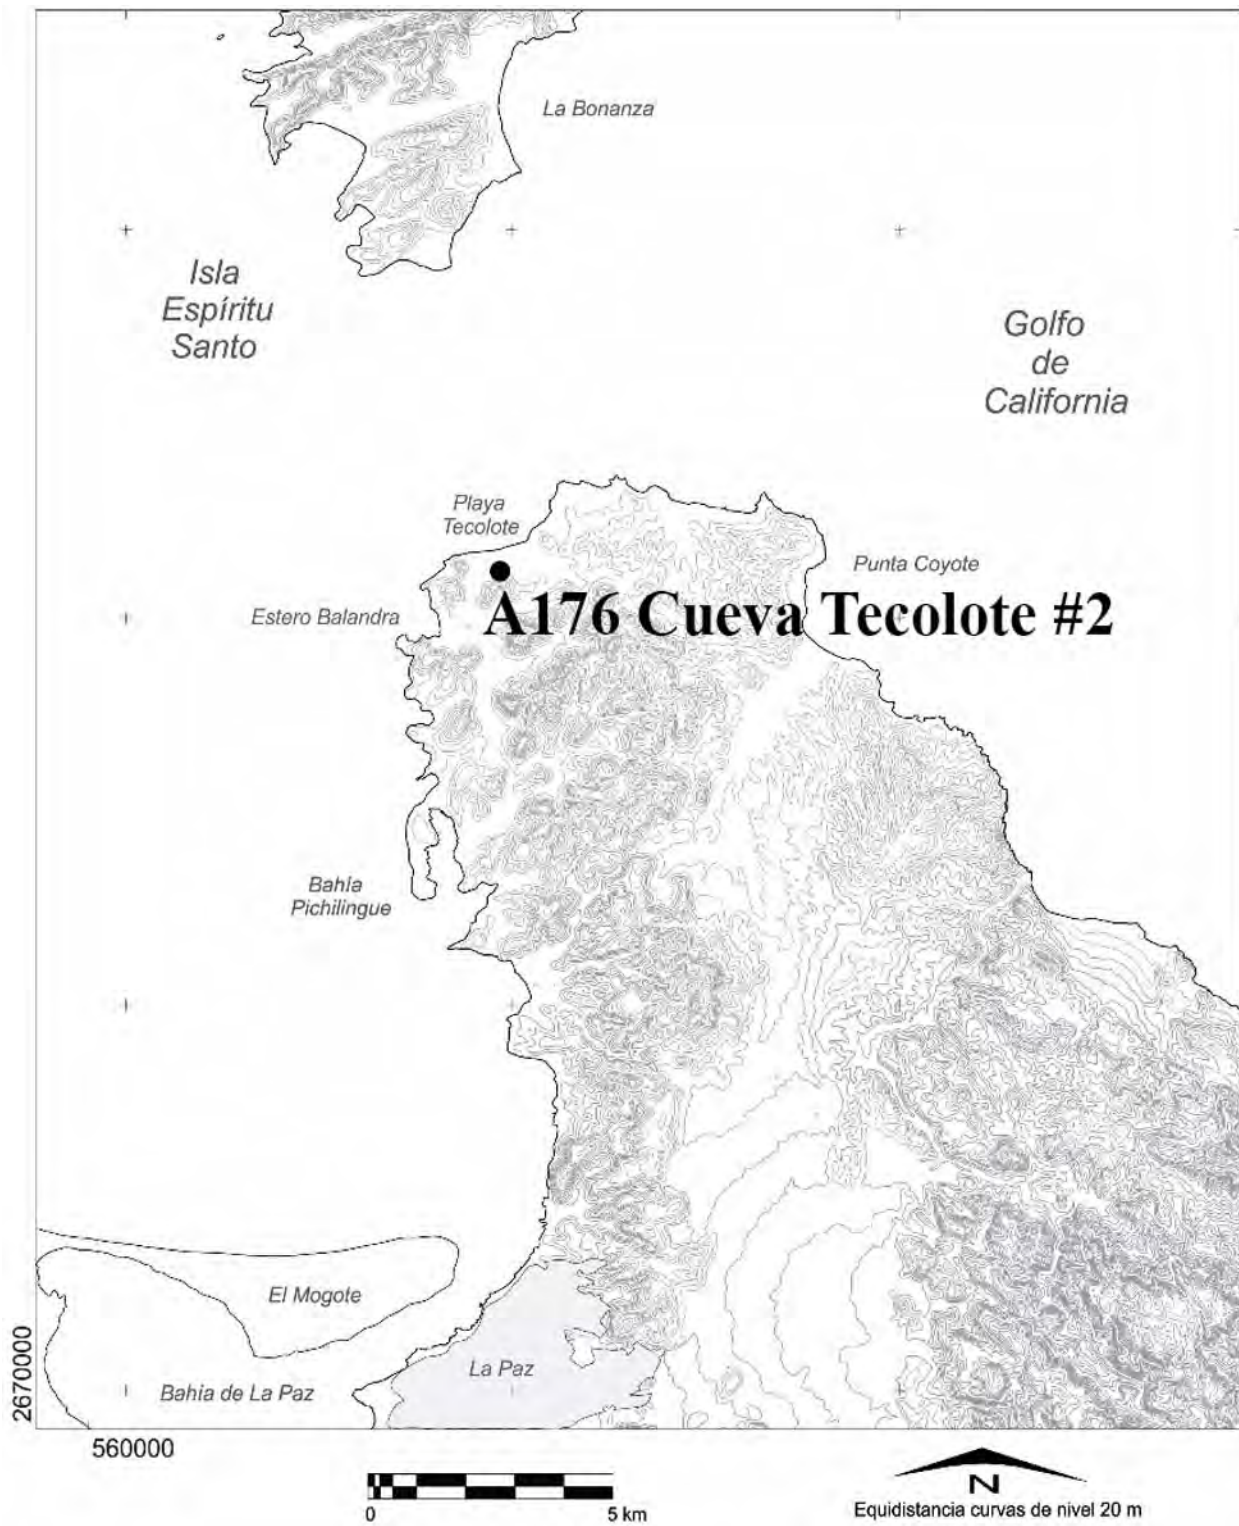 La Bonanza
Isla
Espíritu
Santo
Golfo
de
California
Playa
Tecolote
Punta Coyote
Estero Balandra
A176 Cueva Tecolote #2
Bahía
Pichilingue
El Mogote
La Paz
Bahía de La Paz
2670000
560000
0
5 km
N
Equidistancia curvas de nivel 20 m